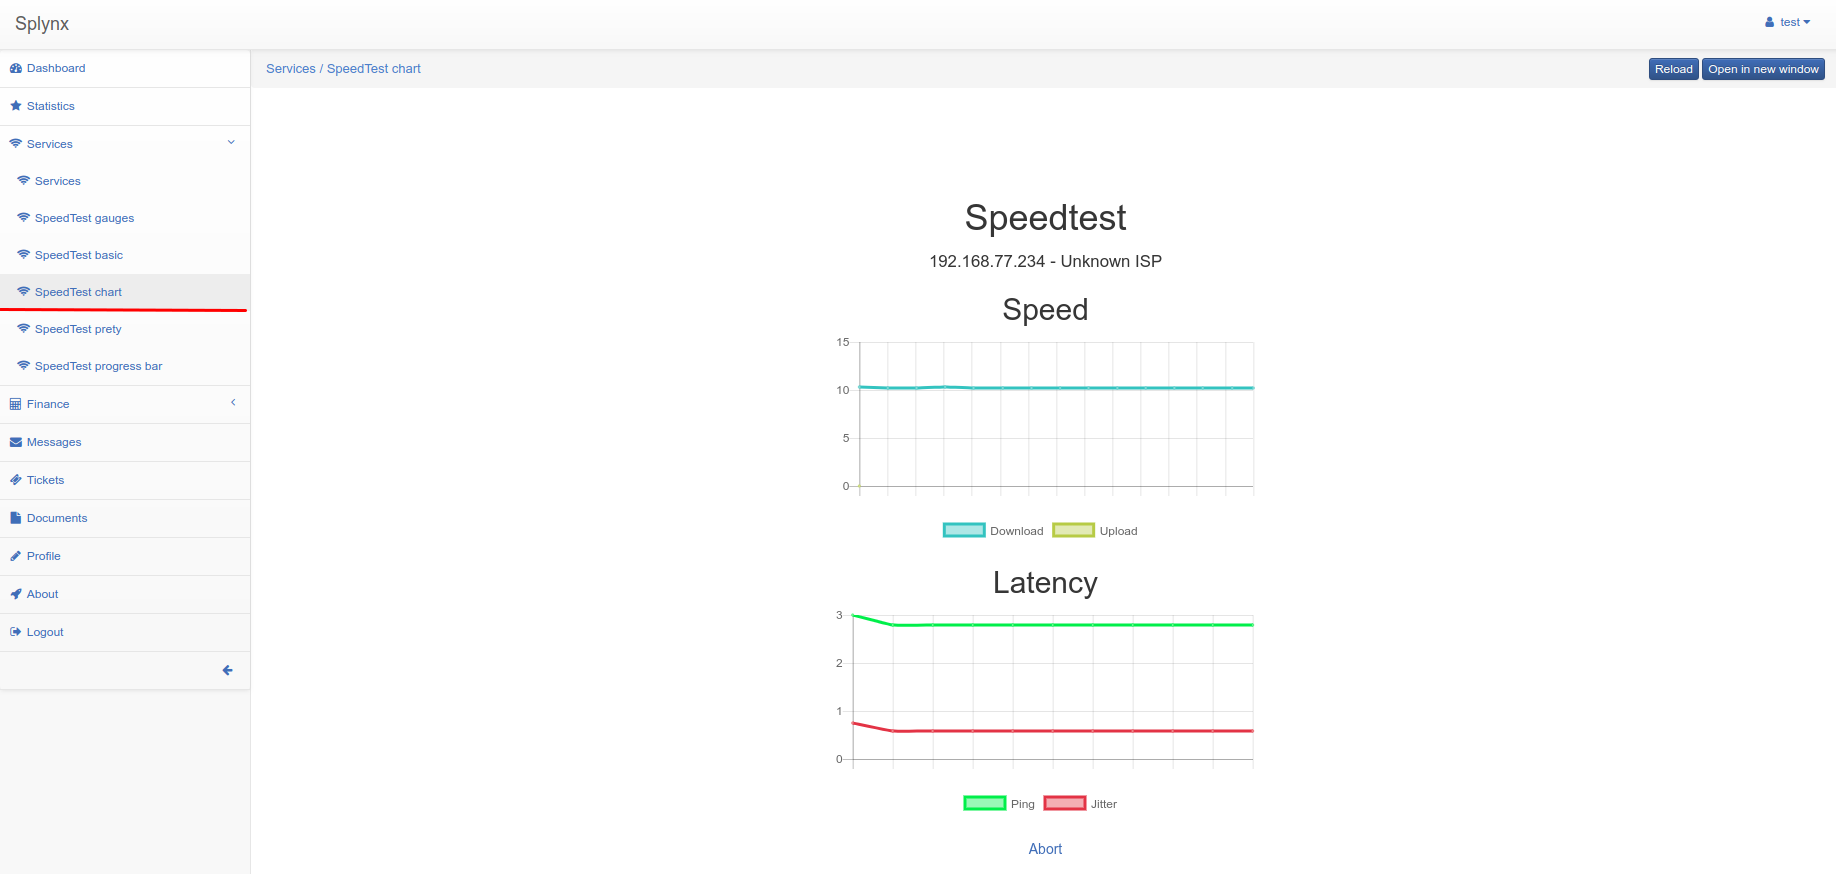 Splynx
test
Dashboard
Statistics
Services
Services
SpeedTest gauges
SpeedTest basic
SpeedTest chart
SpeedTest prety
SpeedTest progress bar
Finance
Messages
Tickets
Documents
Profile
About
Logout
Services / SpeedTest chart
Reload
Open in new window
Speedtest
192.168.77.234 - Unknown ISP
Speed
15
10
5
0
Download
Upload
Latency
3
2
1
0
Ping
Jitter
Abort